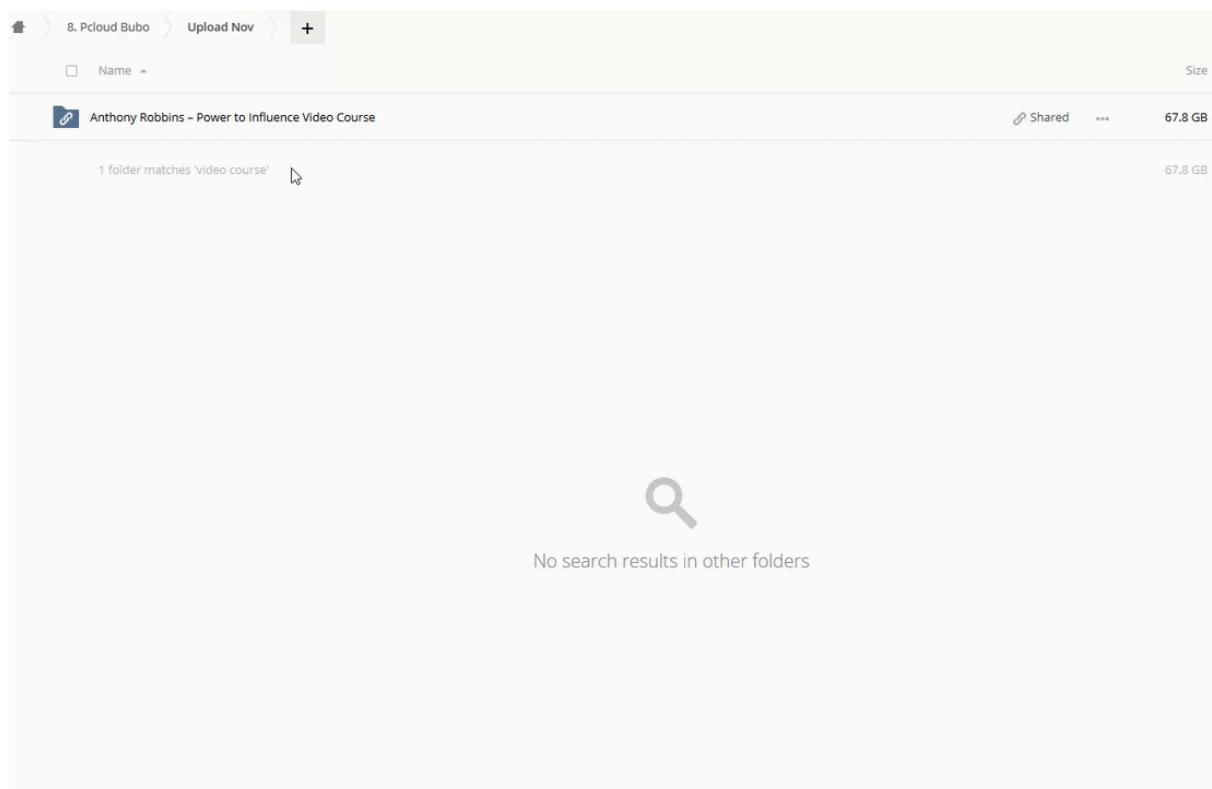 8. Pcloud Bubo Upload Nov +
Name Size
Anthony Robbins – Power to Influence Video Course Shared ••• 67.8 GB
1 folder matches 'video course' 67.8 GB
No search results in other folders